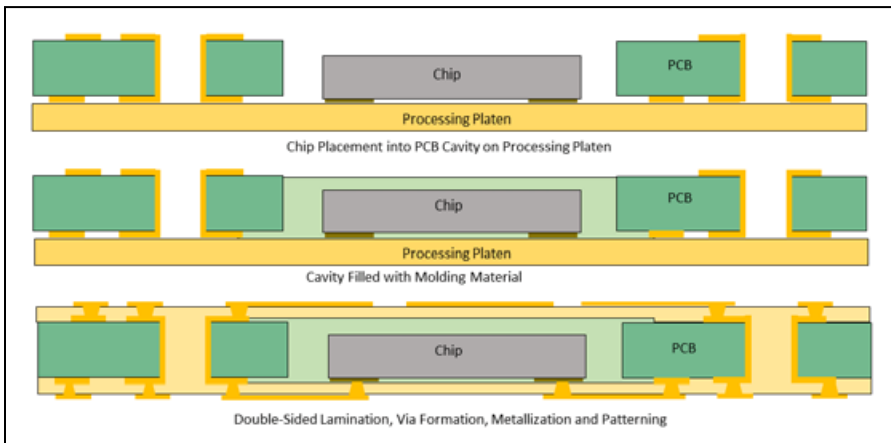 Chip
PCB
Processing Platen
Chip Placement into PCB Cavity on Processing Platen
Chip
PCB
Processing Platen
Cavity Filled with Molding Material
Chip
PCB
Double-Sided Lamination, Via Formation, Metallization and Patterning